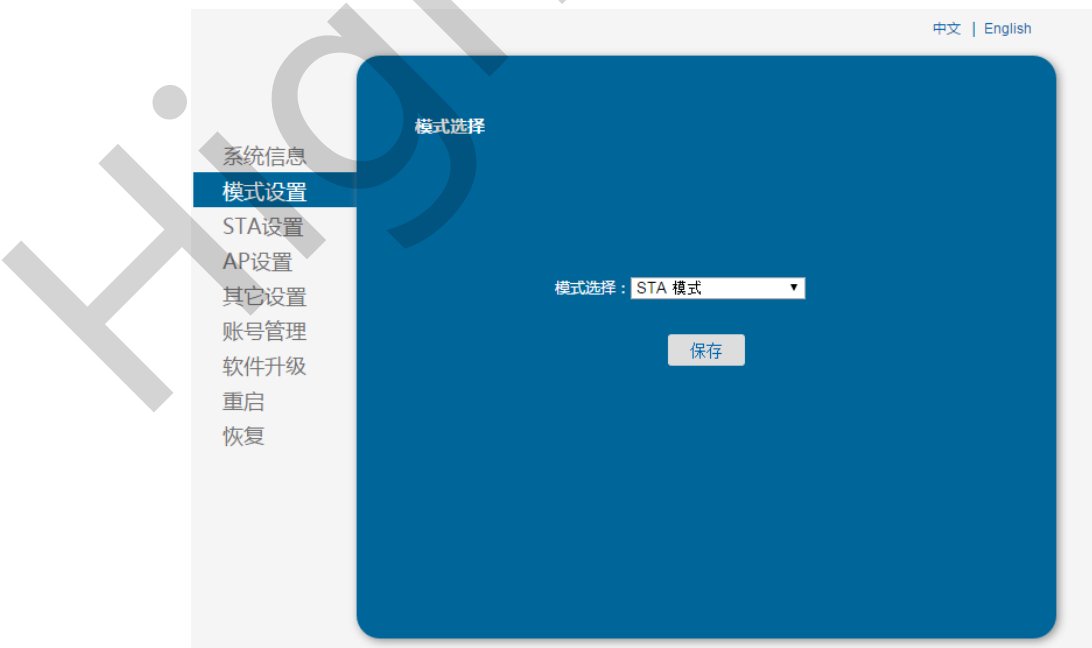 中文 | English
模式选择
系统信息
模式设置
STA设置
AP设置
其它设置
账号管理
软件升级
重启
恢复
模式选择：STA 模式
保存